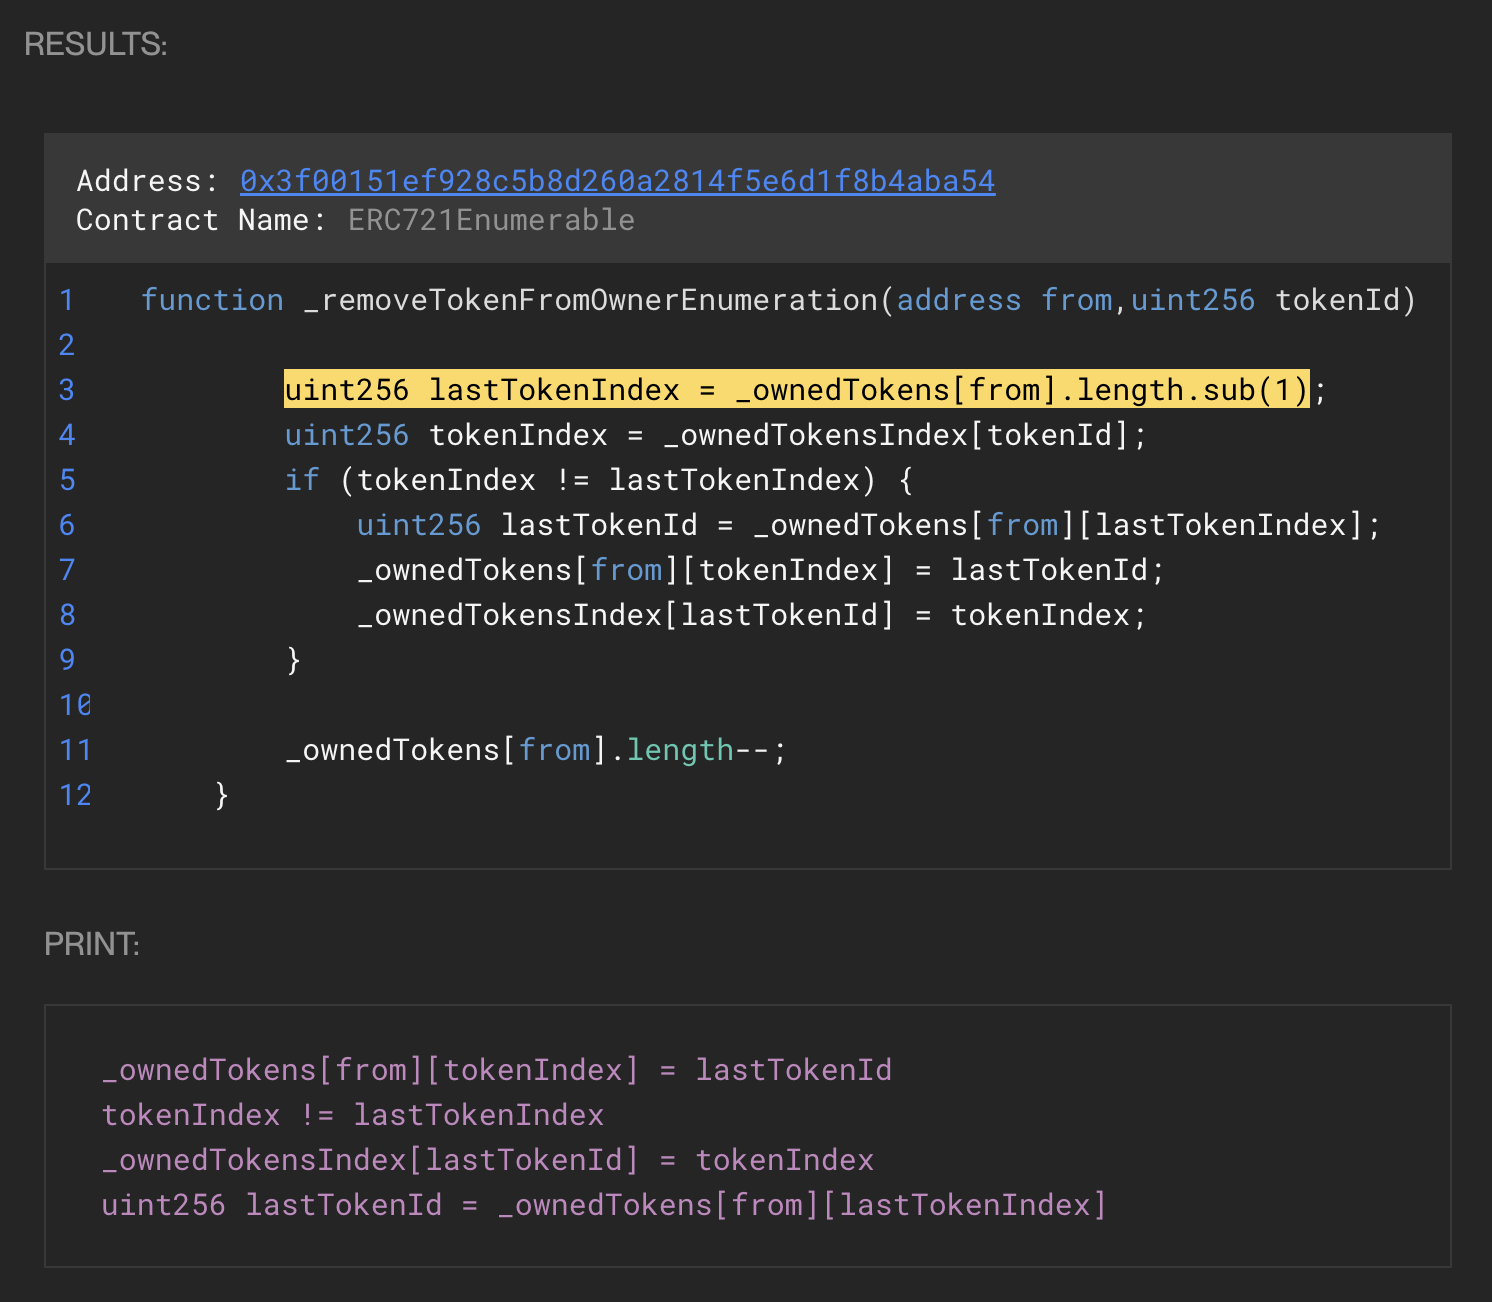 RESULTS:
Address: 0x3f00151ef928c5b8d260a2814f5e6d1f8b4aba54
Contract Name: ERC721Enumerable
1 function _removeTokenFromOwnerEnumeration(address from,uint256 tokenId)
2
3 uint256 lastTokenIndex = _ownedTokens[from].length.sub(1);
4 uint256 tokenIndex = _ownedTokensIndex[tokenId];
5 if (tokenIndex != lastTokenIndex) {
6 uint256 lastTokenId = _ownedTokens[from][lastTokenIndex];
7 _ownedTokens[from][tokenIndex] = lastTokenId;
8 _ownedTokensIndex[lastTokenId] = tokenIndex;
9 }
10
11 _ownedTokens[from].length--;
12 }
PRINT:
_ownedTokens[from][tokenIndex] = lastTokenId
tokenIndex != lastTokenIndex
_ownedTokensIndex[lastTokenId] = tokenIndex
uint256 lastTokenId = _ownedTokens[from][lastTokenIndex]